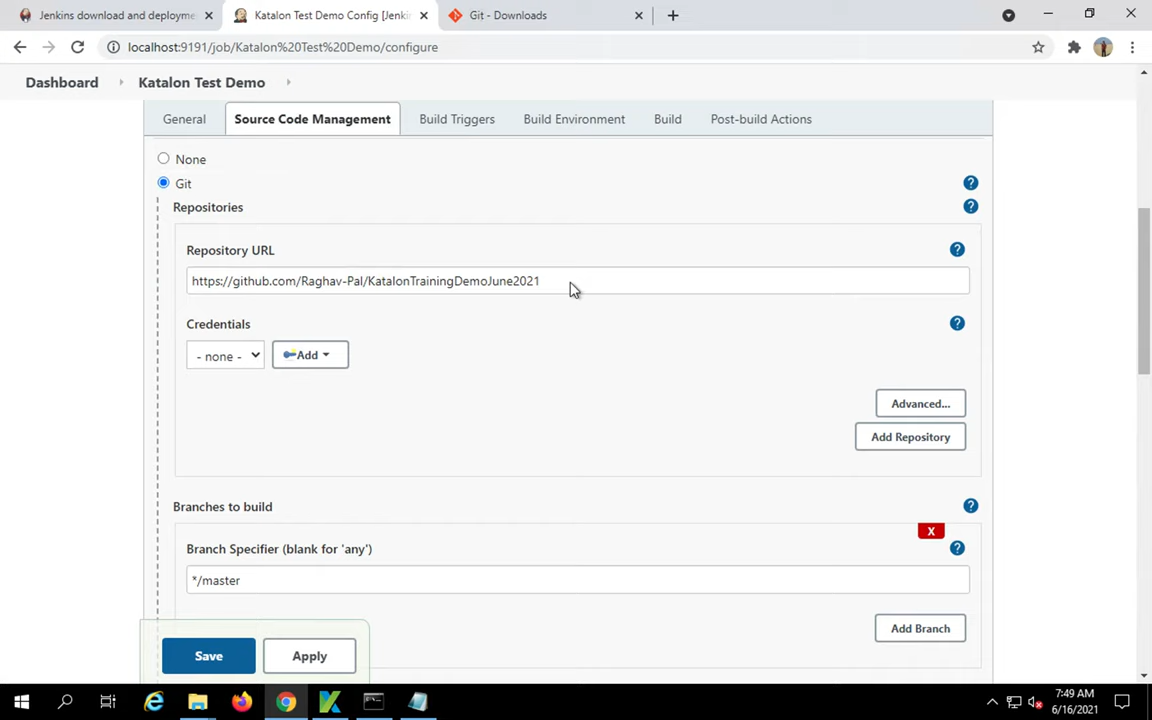 Jenkins download and deployme
Katalon Test Demo Config [Jenkin
Git - Downloads
localhost:9191/job/Katalon%20Test%20Demo/configure
Dashboard
Katalon Test Demo
General
Source Code Management
Build Triggers
Build Environment
Build
Post-build Actions
None
Git
?
Repositories
?
Repository URL
?
https://github.com/Raghav-Pal/KatalonTrainingDemoJune2021
Credentials
?
- none -
Add
Advanced...
Add Repository
Branches to build
?
X
Branch Specifier (blank for 'any')
?
*/master
Add Branch
Save
Apply
7:49 AM
6/16/2021